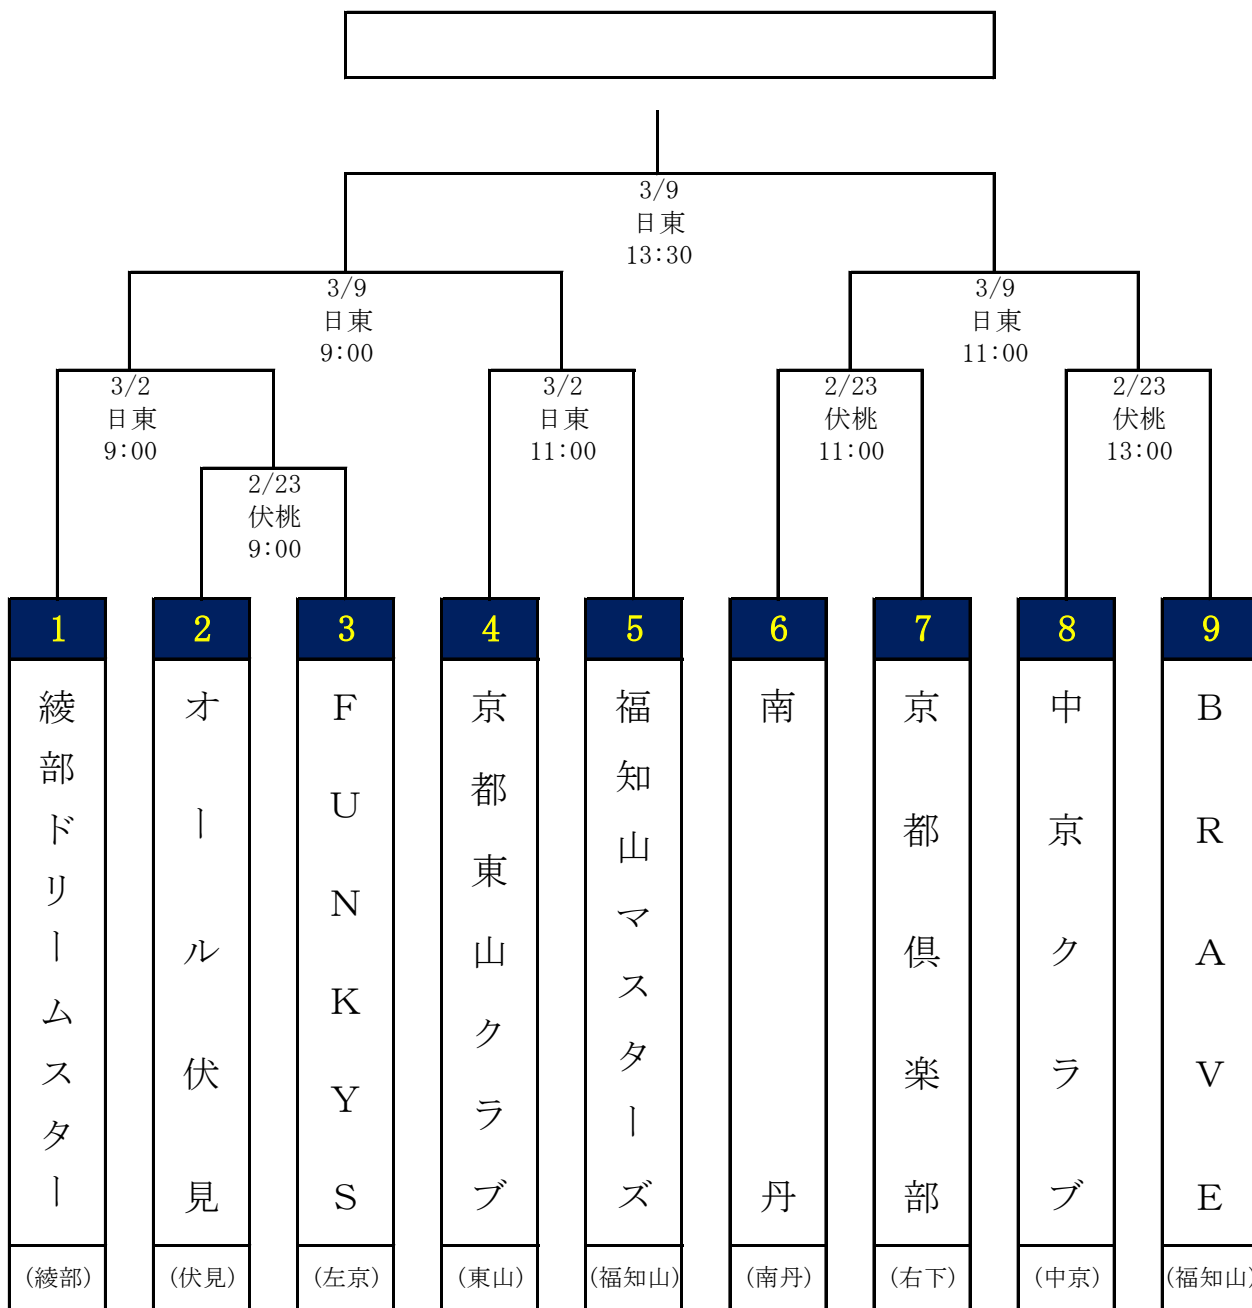 3/9
日東
13:30
3/9
日東
9:00
3/9
日東
11:00
3/2
日東
9:00
3/2
日東
11:00
2/23
伏桃
11:00
2/23
伏桃
13:00
2/23
伏桃
9:00
1
2
3
4
5
6
7
8
9
綾部ドリームスター
オール伏見
FUNKYS
京都東山クラブ
福知山マスターズ
南丹
京都倶楽部
中京クラブ
BRAVE
(綾部)
(伏見)
(左京)
(東山)
(福知山)
(南丹)
(右下)
(中京)
(福知山)